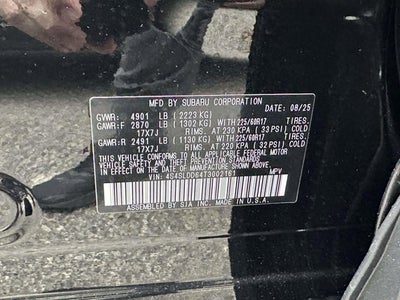 MFD. BY SUBARU CORPORATION DATE 08/25
GVWR: 4901 LB (2223 KG)
GAWR:F 2870 LB (1302 KG) WITH 225/60R17 TIRES.
17X7J RIMS. AT 230 KPA (33 PSI) COLD
GAWR:R 2491 LB (1130 KG) WITH 225/60R17 TIRES.
17X7J RIMS. AT 220 KPA (32 PSI) COLD
THIS VEHICLE CONFORMS TO ALL APPLICABLE FEDERAL MOTOR
VEHICLE SAFETY AND THEFT PREVENTION STANDARDS IN EFFECT
ON THE DATE OF MANUFACTURE SHOWN ABOVE.
VIN: 4S4SLDD64T3002161 MPV
ASSEMBLED BY SIA INC. MADE IN U.S.A.